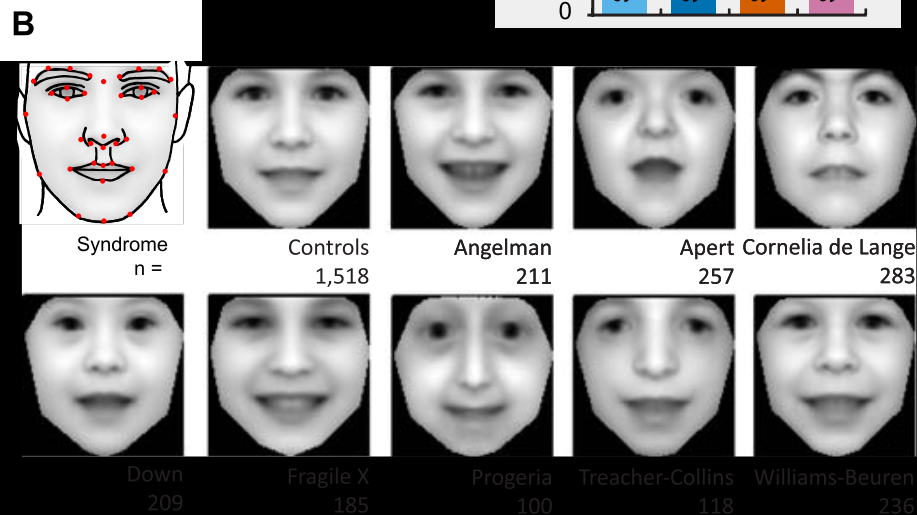 B
0
Syndrome
n =
Controls
1,518
Angelman
211
Apert
257
Cornelia de Lange
283
Down
209
Fragile X
185
Progeria
100
Treacher-Collins
118
Williams-Beuren
236